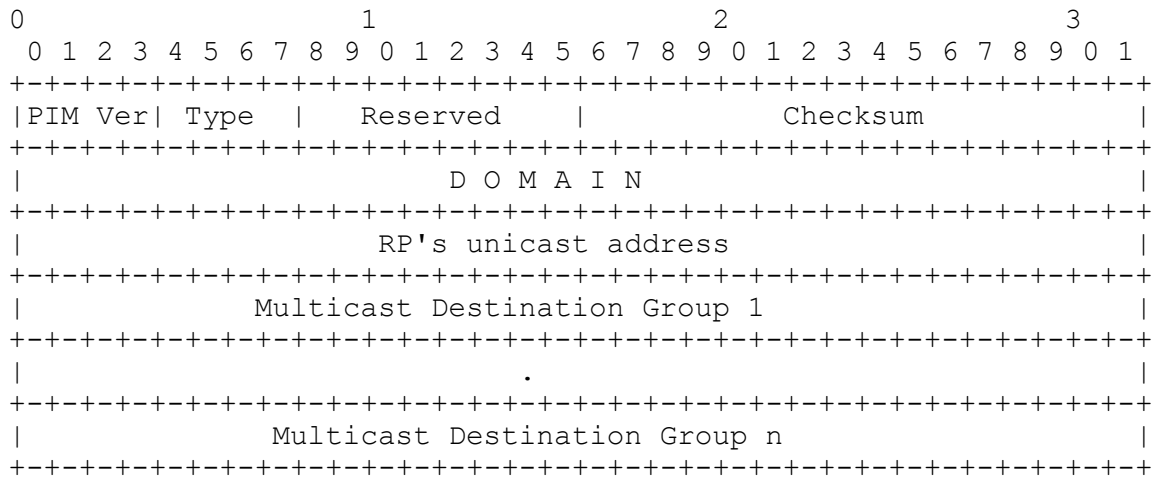 0                   1                   2                   3
 0 1 2 3 4 5 6 7 8 9 0 1 2 3 4 5 6 7 8 9 0 1 2 3 4 5 6 7 8 9 0 1
+-+-+-+-+-+-+-+-+-+-+-+-+-+-+-+-+-+-+-+-+-+-+-+-+-+-+-+-+-+-+-+-+
|PIM Ver| Type  |   Reserved    |           Checksum            |
+-+-+-+-+-+-+-+-+-+-+-+-+-+-+-+-+-+-+-+-+-+-+-+-+-+-+-+-+-+-+-+-+
|                        D O M A I N                            |
+-+-+-+-+-+-+-+-+-+-+-+-+-+-+-+-+-+-+-+-+-+-+-+-+-+-+-+-+-+-+-+-+
|                    RP's unicast address                       |
+-+-+-+-+-+-+-+-+-+-+-+-+-+-+-+-+-+-+-+-+-+-+-+-+-+-+-+-+-+-+-+-+
|             Multicast Destination Group 1                     |
+-+-+-+-+-+-+-+-+-+-+-+-+-+-+-+-+-+-+-+-+-+-+-+-+-+-+-+-+-+-+-+-+
|                            .                                  |
+-+-+-+-+-+-+-+-+-+-+-+-+-+-+-+-+-+-+-+-+-+-+-+-+-+-+-+-+-+-+-+-+
|              Multicast Destination Group n                    |
+-+-+-+-+-+-+-+-+-+-+-+-+-+-+-+-+-+-+-+-+-+-+-+-+-+-+-+-+-+-+-+-+